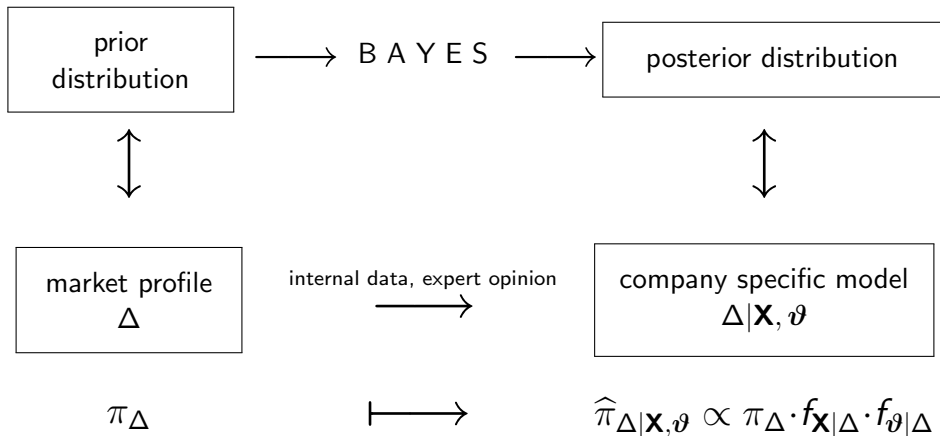 prior
distribution
B A Y E S
posterior distribution
market profile
Δ
internal data, expert opinion
company specific model
Δ|X, ϑ
π_Δ
π̂_Δ|X,ϑ ∝ π_Δ · f_X|Δ · f_ϑ|Δ